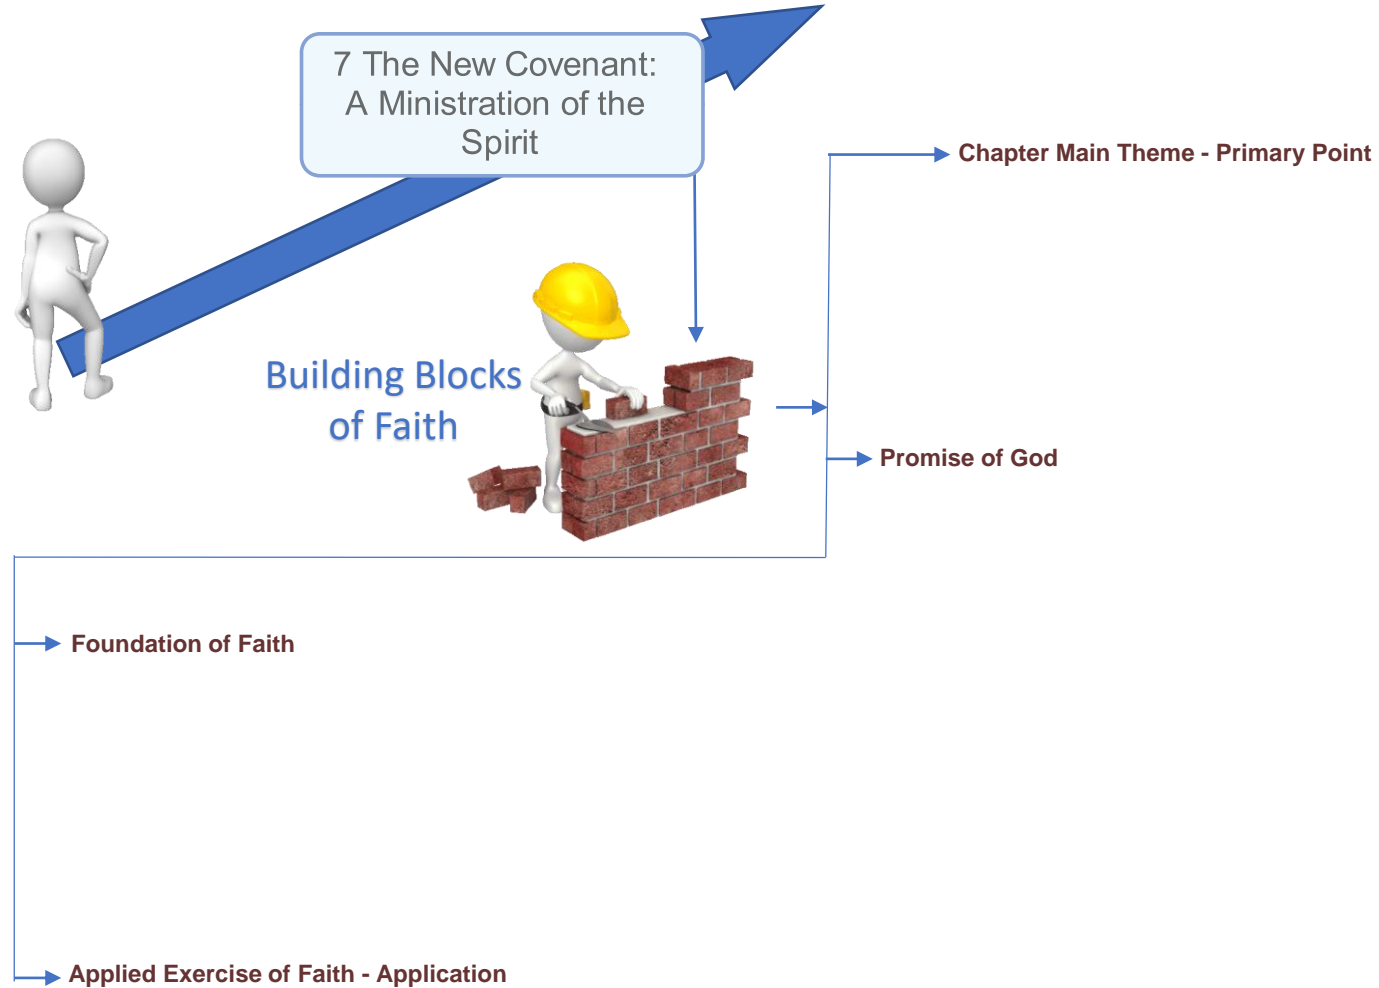 7 The New Covenant:
A Ministration of the
Spirit
Chapter Main Theme - Primary Point
Building Blocks
of Faith
Promise of God
Foundation of Faith
Applied Exercise of Faith - Application